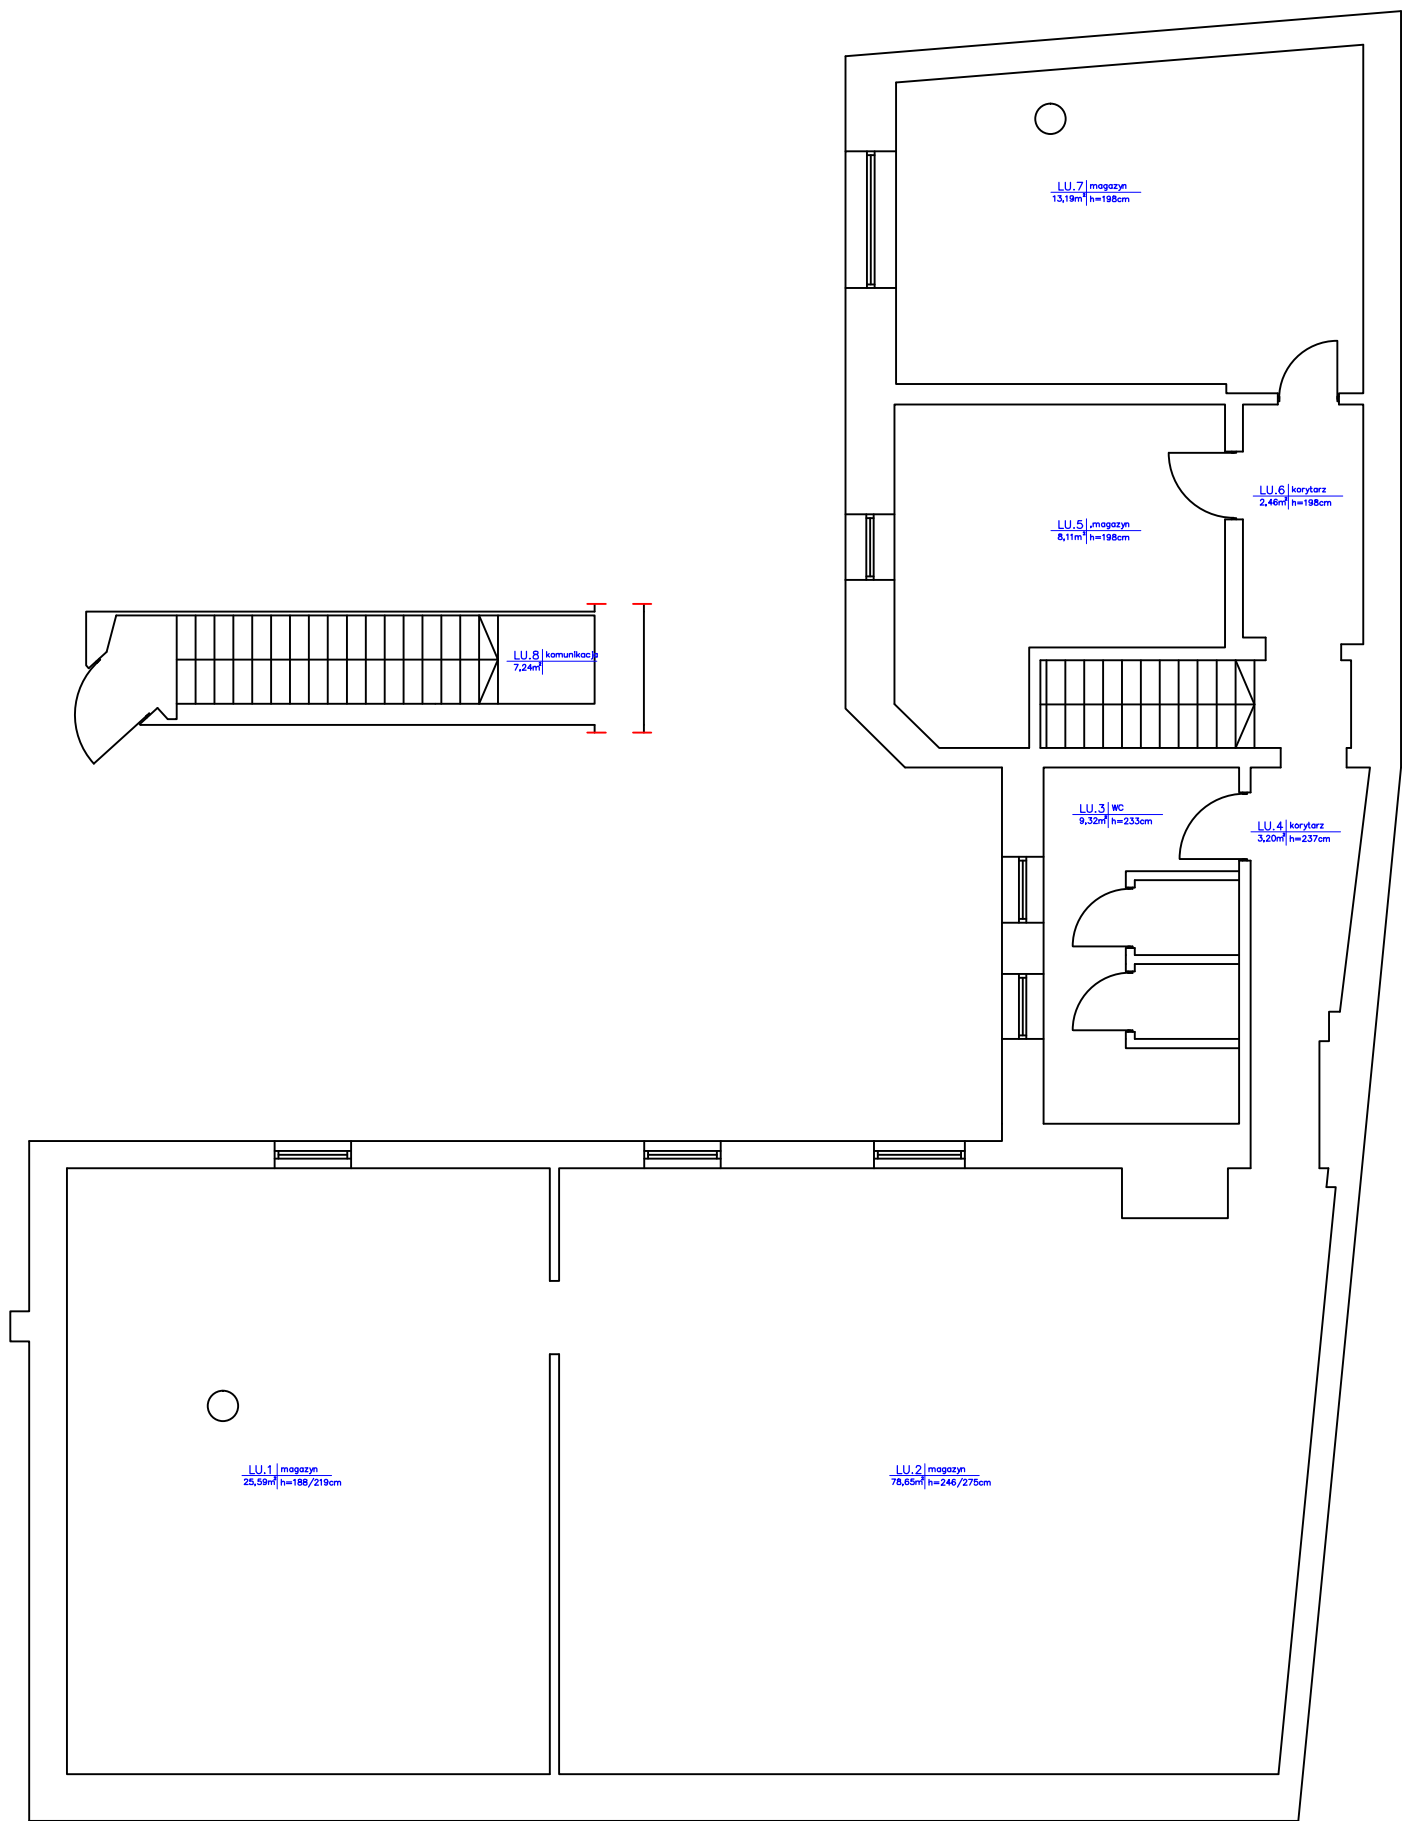 LU.7 magazyn
13,19m² h=198cm
LU.6 korytarz
2,46m² h=198cm
LU.5 .magazyn
8,11m² h=198cm
LU.8 komunikacja
7,24m²
LU.3 WC
9,32m² h=233cm
LU.4 korytarz
3,20m² h=237cm
LU.1 magazyn
25,59m² h=188/219cm
LU.2 magazyn
78,65m² h=246/275cm